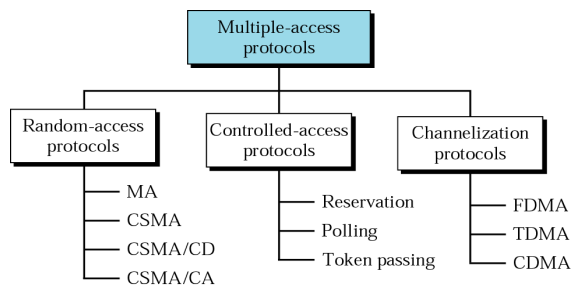 Multiple-access
protocols
Random-access
protocols
MA
CSMA
CSMA/CD
CSMA/CA
Controlled-access
protocols
Reservation
Polling
Token passing
Channelization
protocols
FDMA
TDMA
CDMA